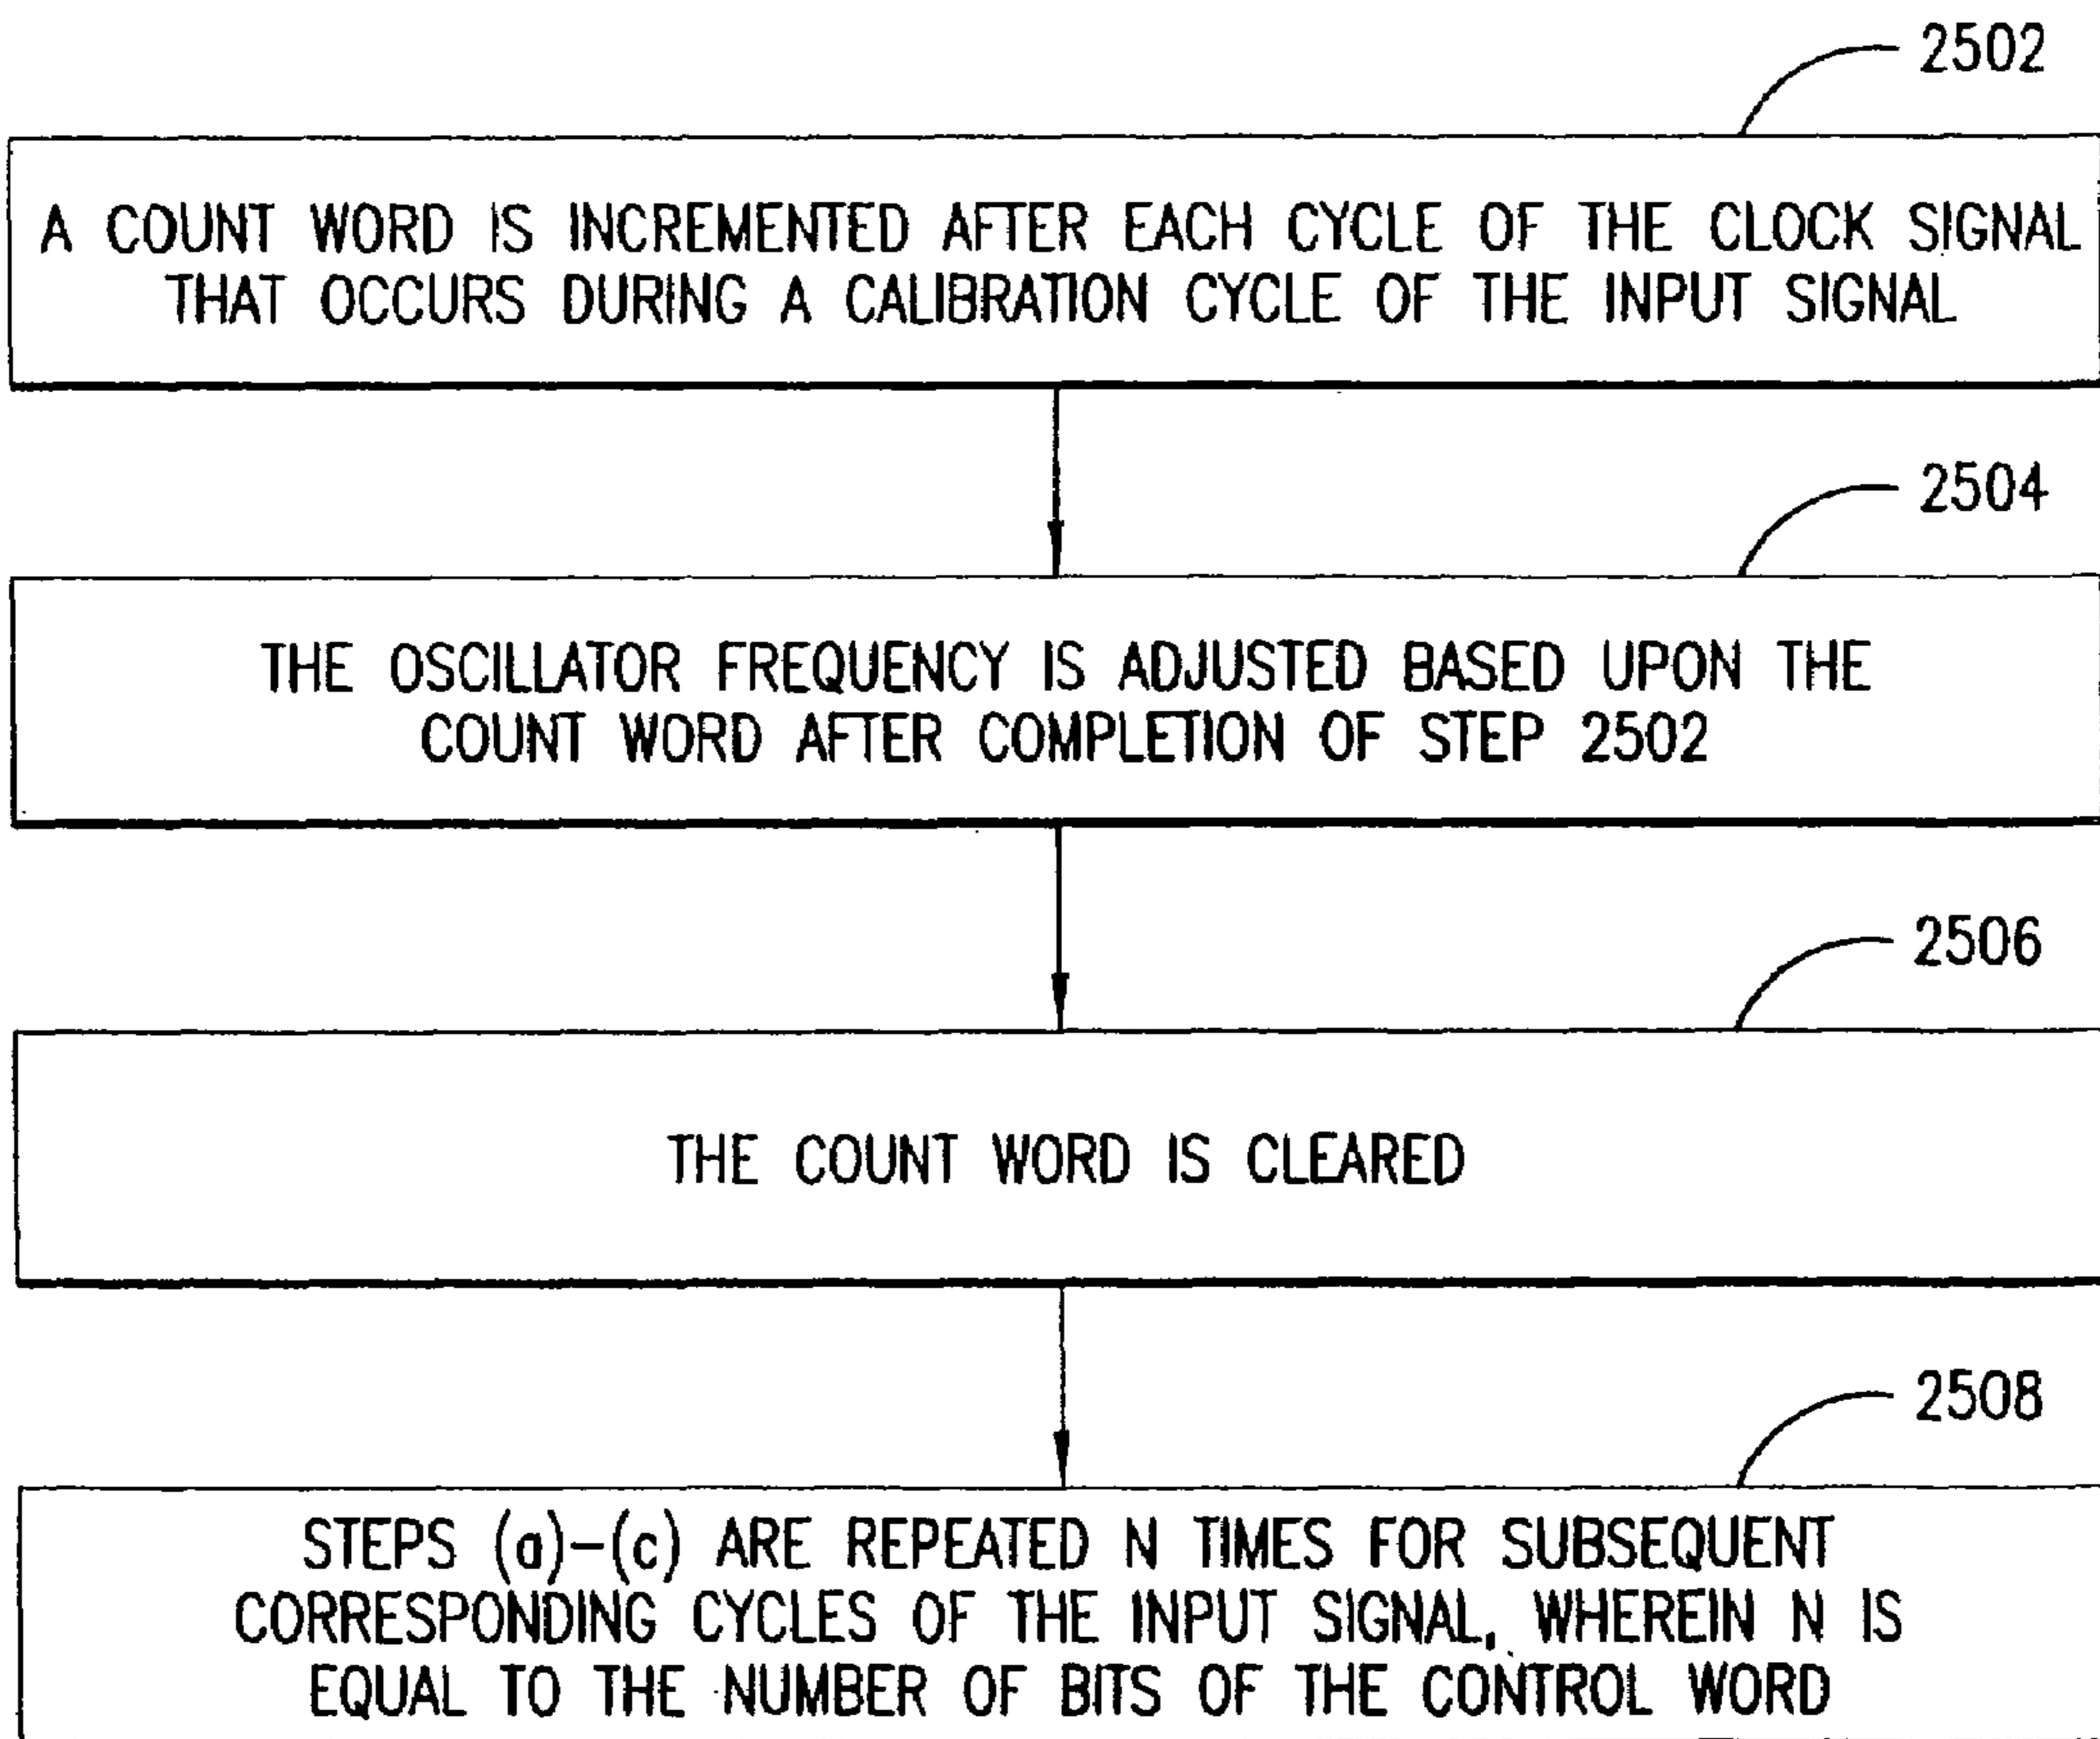 2502
A COUNT WORD IS INCREMENTED AFTER EACH CYCLE OF THE CLOCK SIGNAL
THAT OCCURS DURING A CALIBRATION CYCLE OF THE INPUT SIGNAL
2504
THE OSCILLATOR FREQUENCY IS ADJUSTED BASED UPON THE
COUNT WORD AFTER COMPLETION OF STEP 2502
2506
THE COUNT WORD IS CLEARED
2508
STEPS (a)–(c) ARE REPEATED N TIMES FOR SUBSEQUENT
CORRESPONDING CYCLES OF THE INPUT SIGNAL, WHEREIN N IS
EQUAL TO THE NUMBER OF BITS OF THE CONTROL WORD